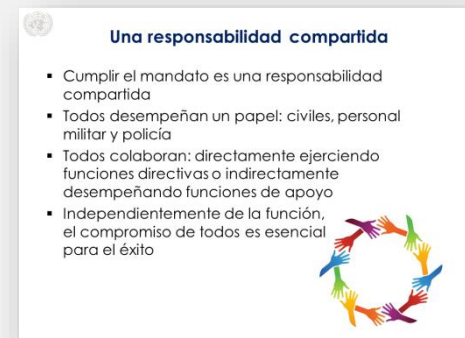 Una responsabilidad compartida
▪ Cumplir el mandato es una responsabilidad
compartida
▪ Todos desempeñan un papel: civiles, personal
militar y policía
▪ Todos colaboran: directamente ejerciendo
funciones directivas o indirectamente
desempeñando funciones de apoyo
▪ Independientemente de la función,
el compromiso de todos es esencial
para el éxito